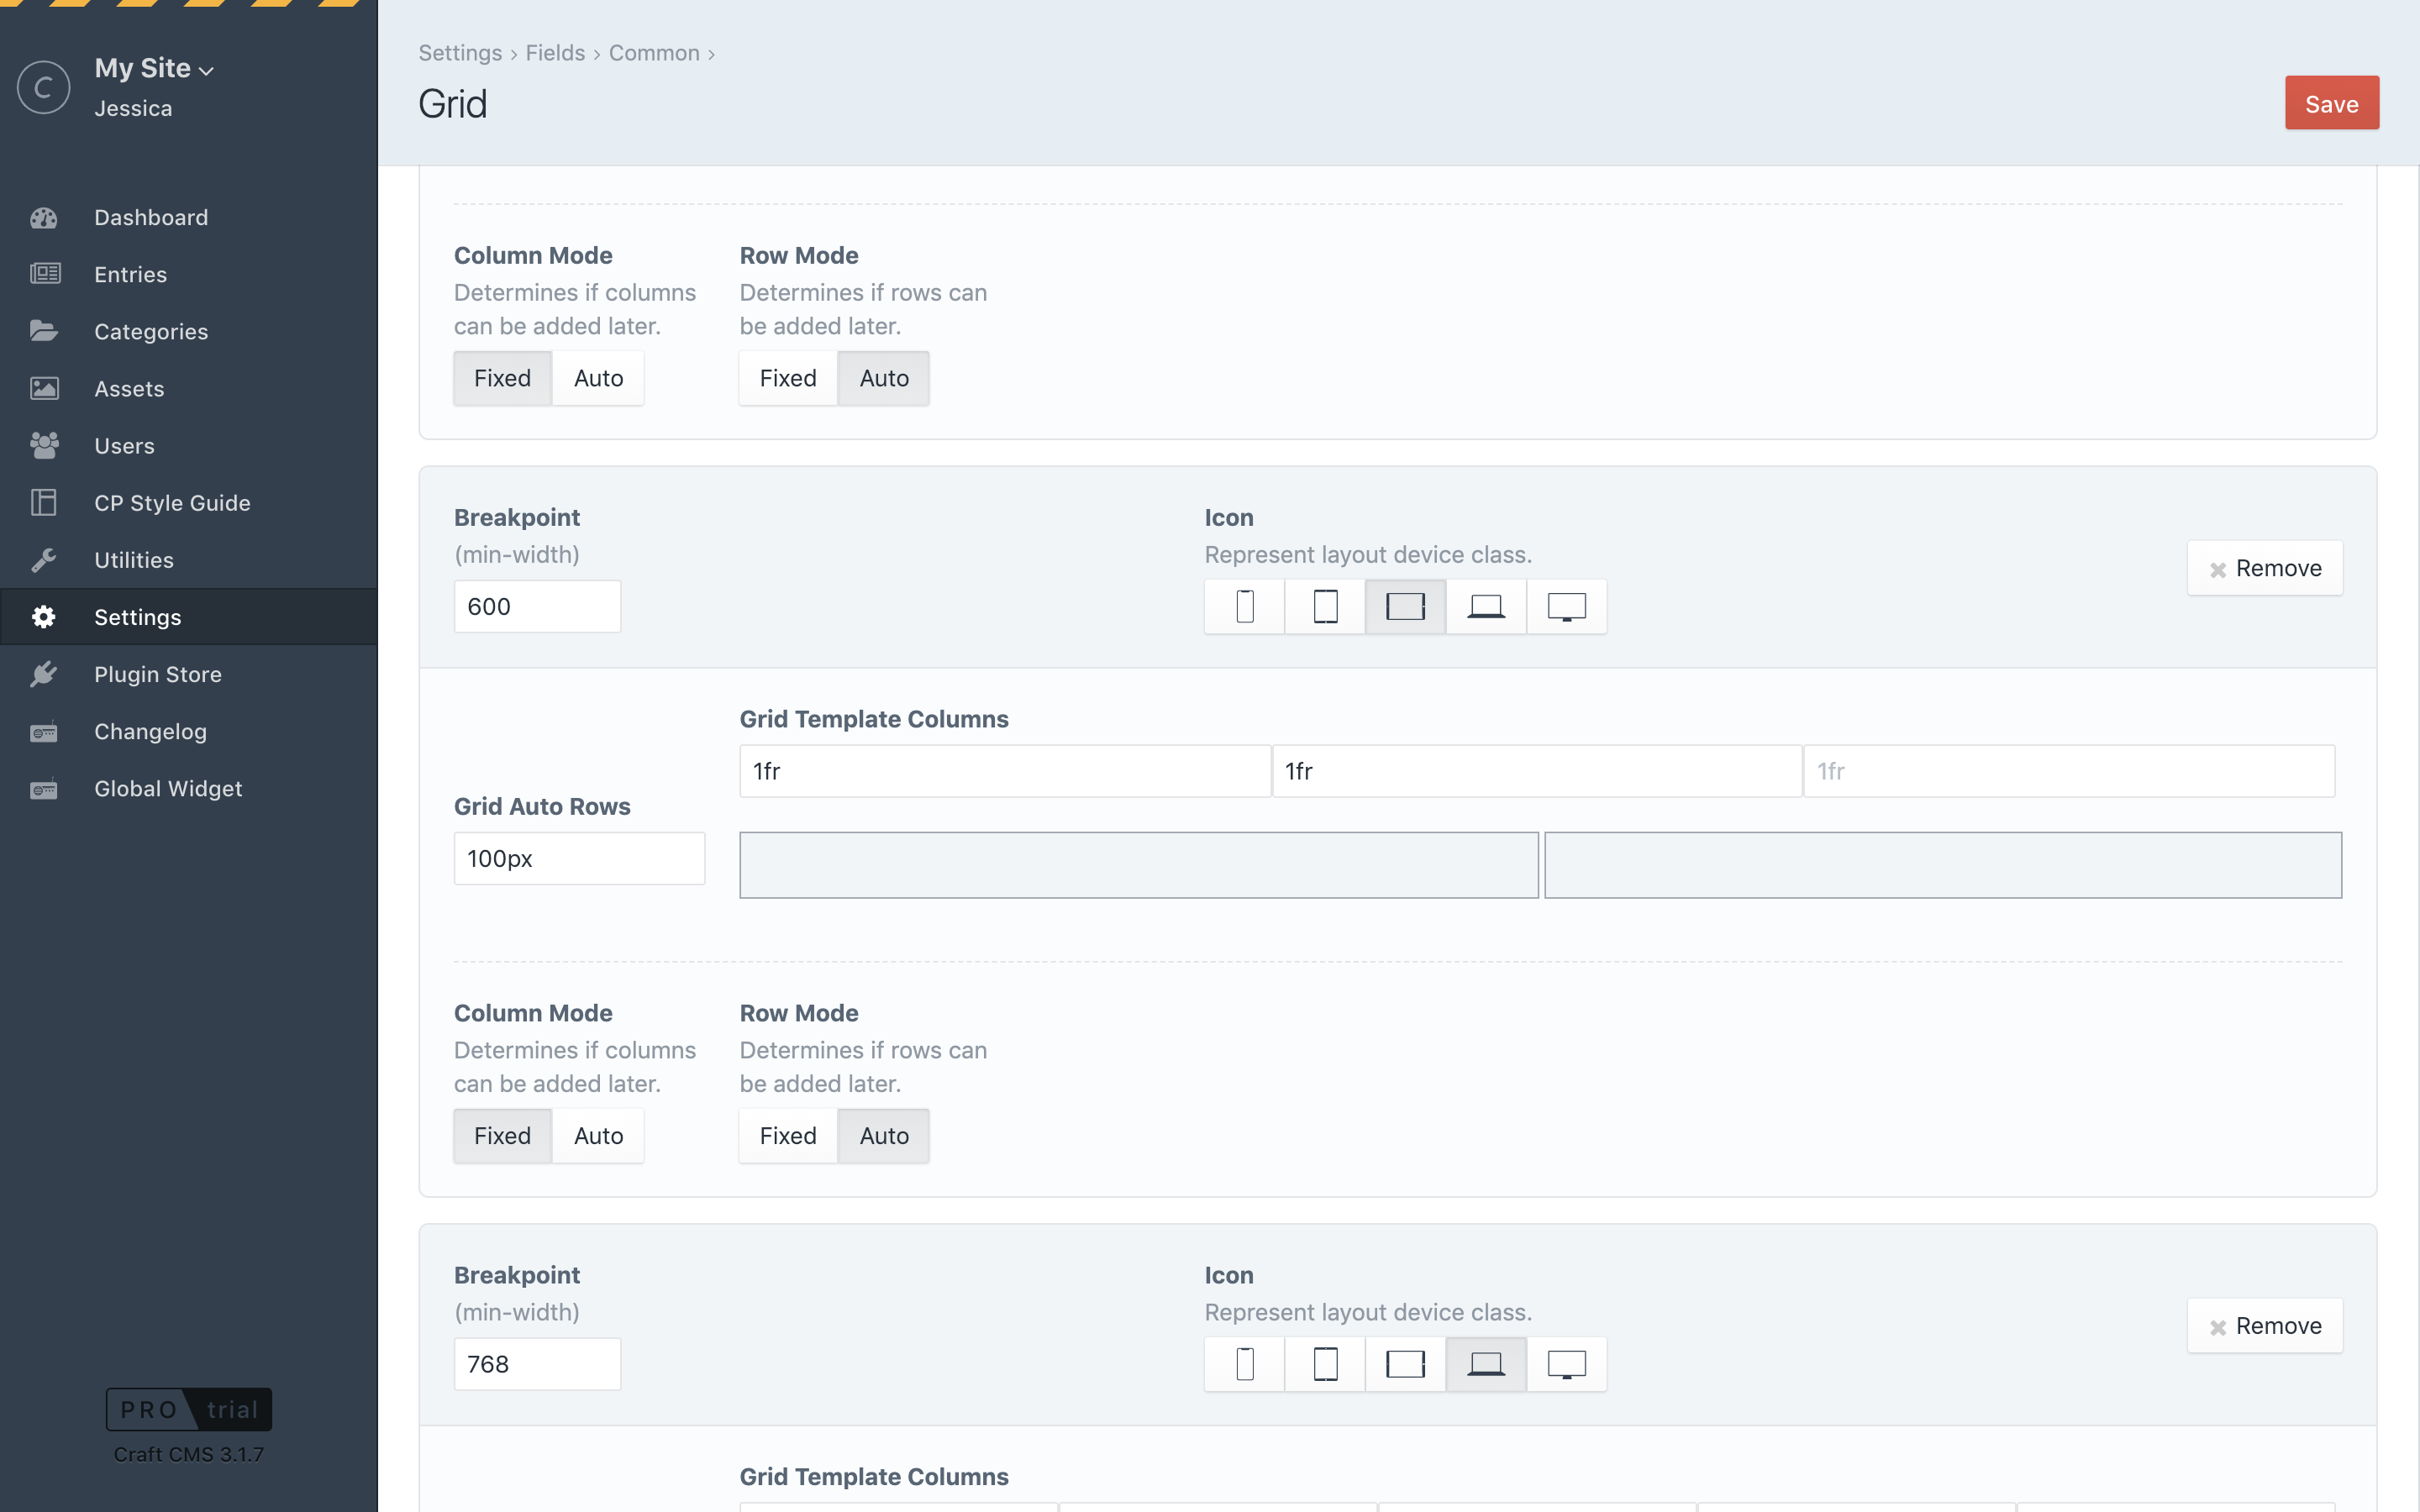 C
My Site
Jessica
Dashboard
Entries
Categories
Assets
Users
CP Style Guide
Utilities
Settings
Plugin Store
Changelog
Global Widget
PRO trial
Craft CMS 3.1.7
Settings › Fields › Common ›
Grid
Save
Column Mode
Determines if columns
can be added later.
Fixed Auto
Row Mode
Determines if rows can
be added later.
Fixed Auto
Breakpoint
(min-width)
600
Icon
Represent layout device class.
Remove
Grid Template Columns
1fr 1fr 1fr
Grid Auto Rows
100px
Column Mode
Determines if columns
can be added later.
Fixed Auto
Row Mode
Determines if rows can
be added later.
Fixed Auto
Breakpoint
(min-width)
768
Icon
Represent layout device class.
Remove
Grid Template Columns